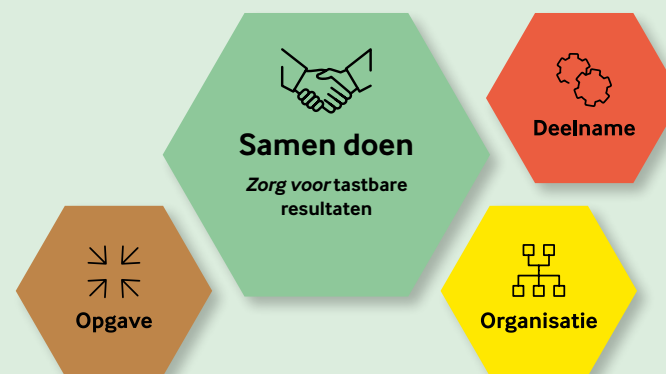 Samen doen
Zorg voor tastbare
resultaten
Deelname
Opgave
Organisatie